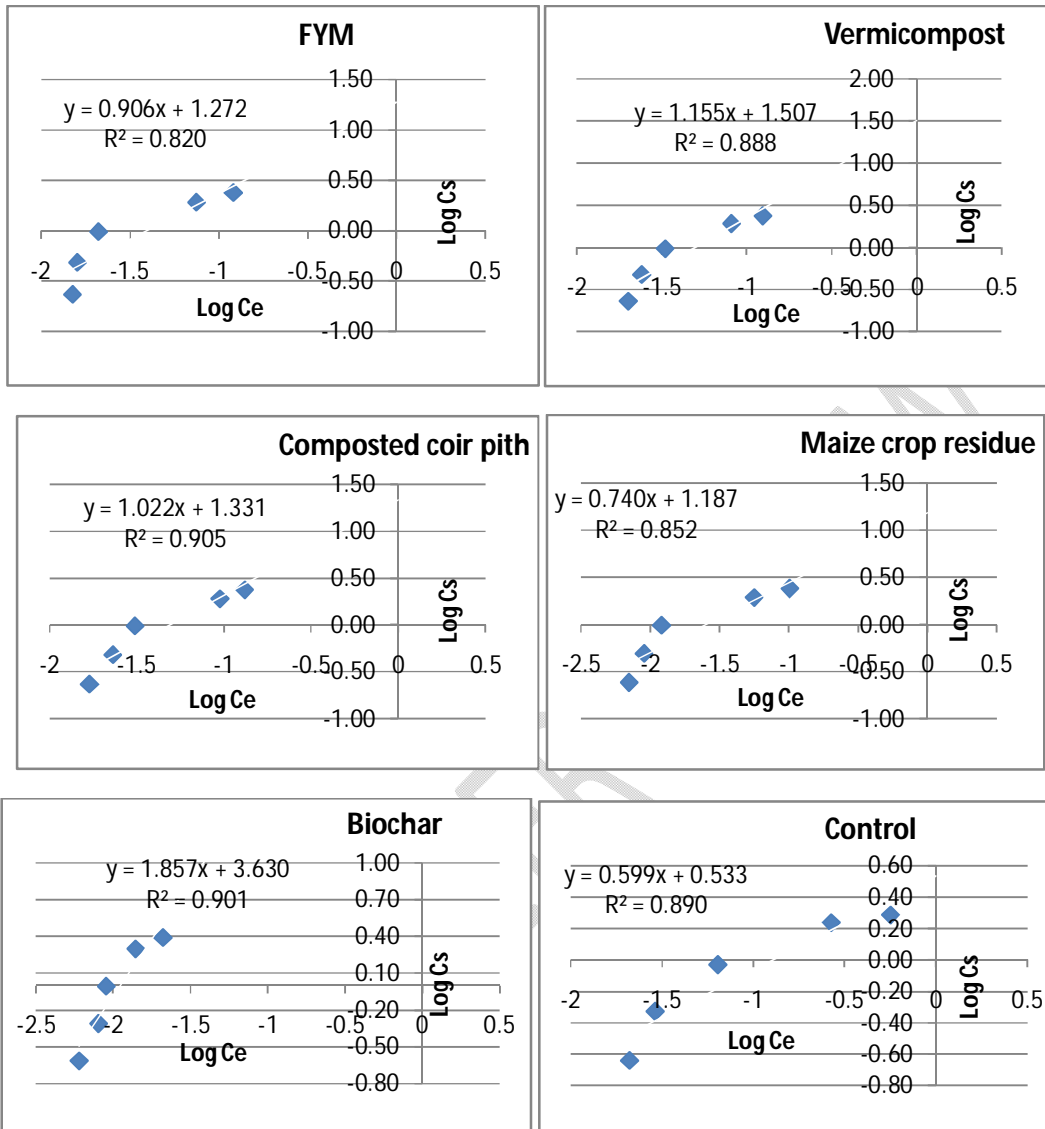 FYM
1.50
y = 0.906x + 1.272
R² = 0.820
1.00
0.50
0.00
-0.50
-1.00
-2 -1.5 -1 -0.5 0 0.5
Log Ce
Log Cs
Vermicompost
2.00
y = 1.155x + 1.507
R² = 0.888
1.50
1.00
0.50
0.00
-0.50
-1.00
-2 -1.5 -1 -0.5 0 0.5
Log Ce
Log Cs
Composted coir pith
1.50
y = 1.022x + 1.331
R² = 0.905
1.00
0.50
0.00
-0.50
-1.00
-2 -1.5 -1 -0.5 0 0.5
Log Ce
Log Cs
Maize crop residue
1.50
y = 0.740x + 1.187
R² = 0.852
1.00
0.50
0.00
-0.50
-1.00
-2.5 -2 -1.5 -1 -0.5 0 0.5
Log Ce
Log Cs
Biochar
1.00
y = 1.857x + 3.630
R² = 0.901
0.70
0.40
0.10
-0.20
-0.50
-0.80
-2.5 -2 -1.5 -1 -0.5 0 0.5
Log Ce
Log Cs
Control
0.60
y = 0.599x + 0.533
R² = 0.890
0.40
0.20
0.00
-0.20
-0.40
-0.60
-0.80
-2 -1.5 -1 -0.5 0 0.5
Log Ce
Log Cs